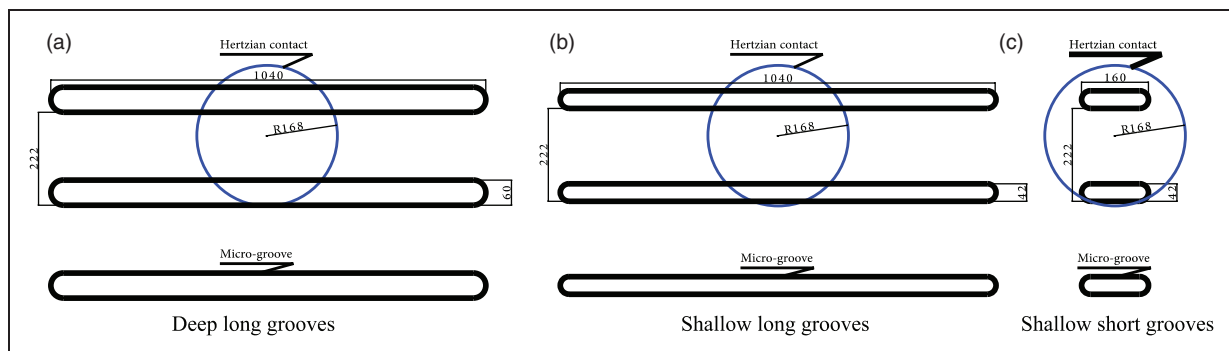 (a)
Hertzian contact
1040
R168
222
60
Micro-groove
Deep long grooves
(b)
Hertzian contact
1040
R168
222
42
Micro-groove
Shallow long grooves
(c)
Hertzian contact
160
R168
222
42
Micro-groove
Shallow short grooves